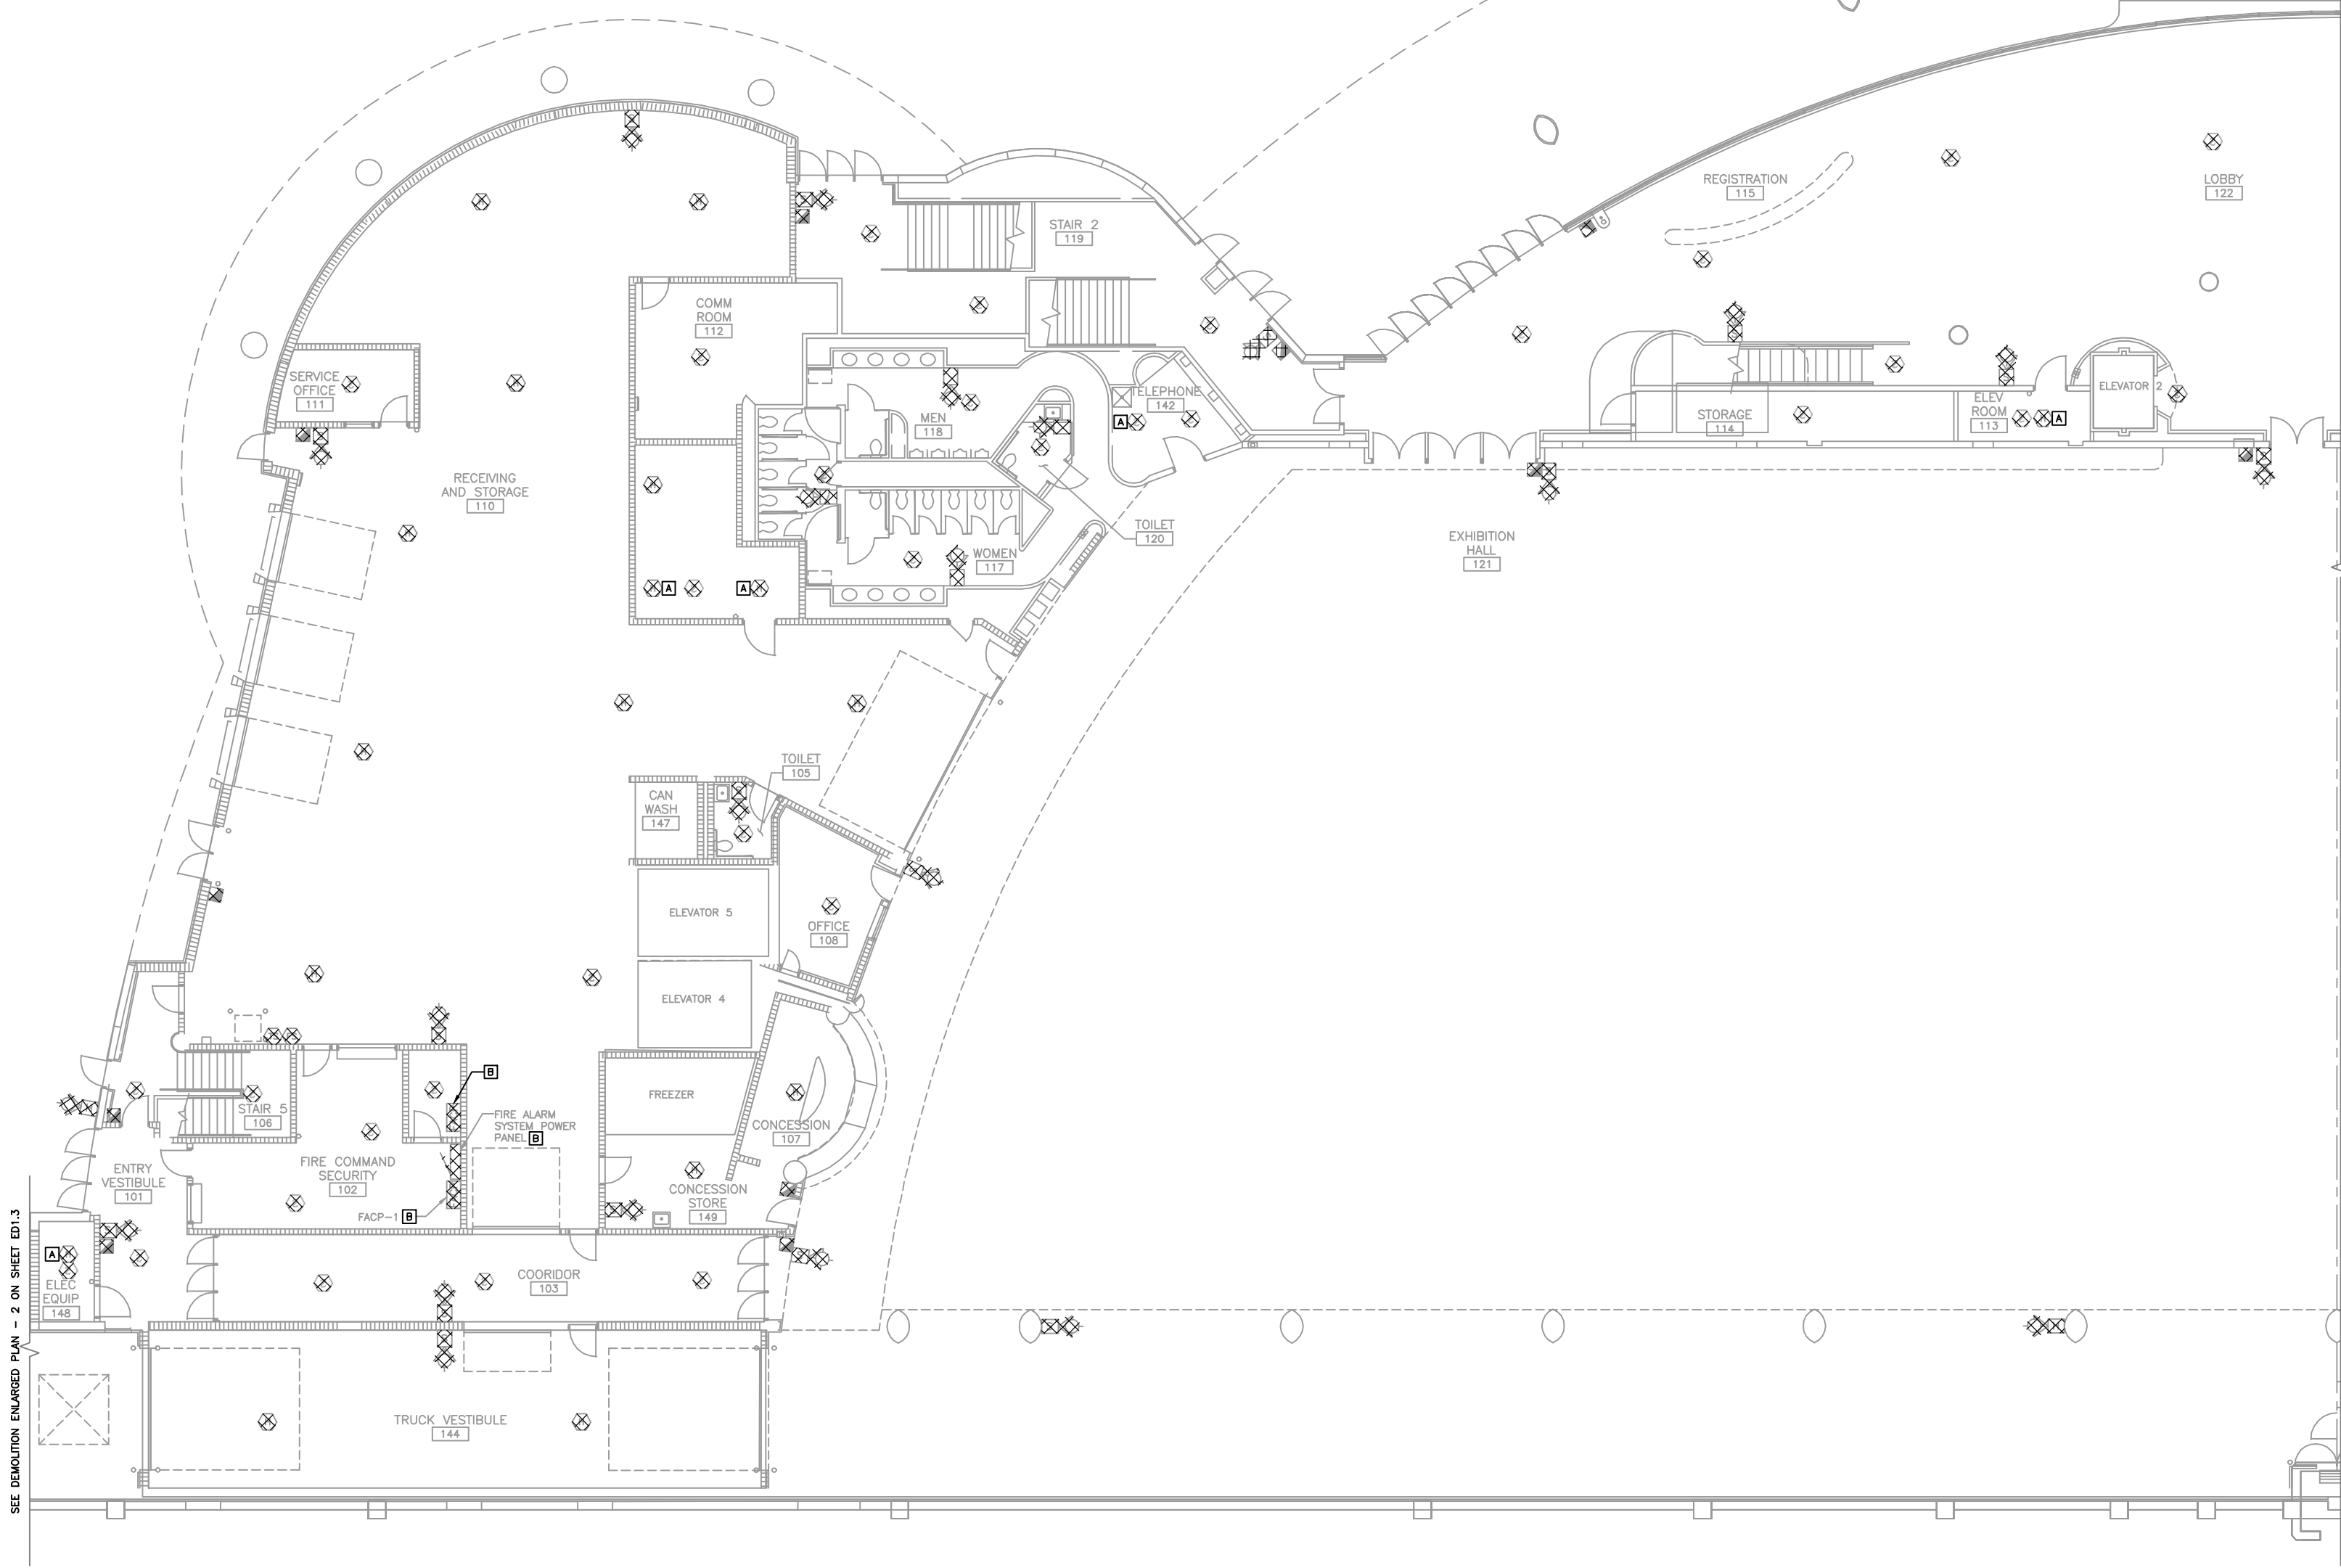 REGISTRATION
115
LOBBY
122
STAIR 2
119
COMM
ROOM
112
SERVICE
OFFICE
111
TELEPHONE
142
ELEVATOR 2
MEN
118
A
STORAGE
114
ELEV
ROOM
113
A
RECEIVING
AND STORAGE
110
TOILET
120
EXHIBITION
HALL
121
WOMEN
117
A
A
TOILET
105
CAN
WASH
147
ELEVATOR 5
OFFICE
108
ELEVATOR 4
B
FREEZER
STAIR 5
106
FIRE ALARM
SYSTEM POWER
PANEL B
CONCESSION
107
FIRE COMMAND
SECURITY
102
ENTRY
VESTIBULE
101
CONCESSION
STORE
149
FACP-1 B
A
ELEC
EQUIP
148
COORIDOR
103
TRUCK VESTIBULE
144
SEE DEMOLITION ENLARGED PLAN - 2 ON SHEET ED1.3